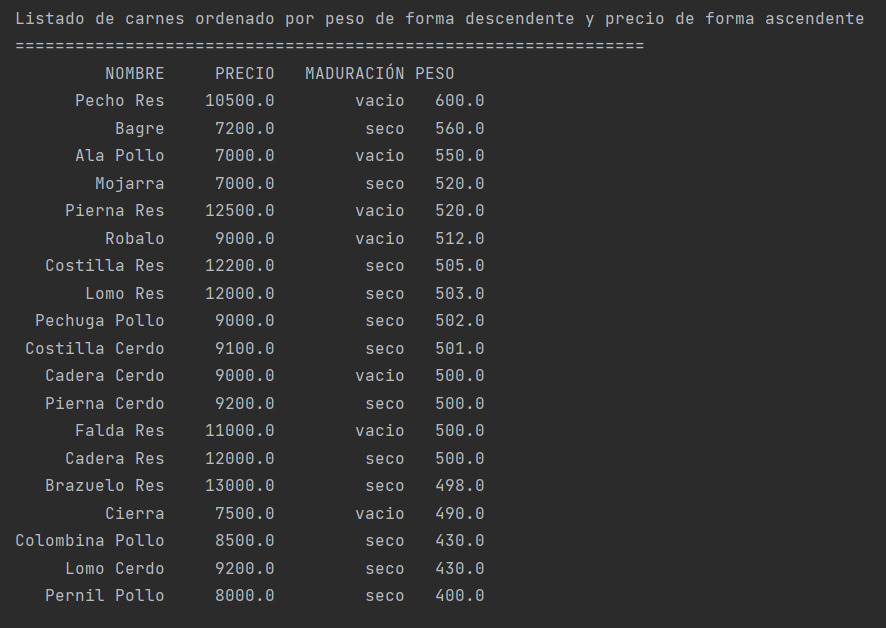 Listado de carnes ordenado por peso de forma descendente y precio de forma ascendente
===============================================================
NOMBRE PRECIO MADURACIÓN PESO
Pecho Res 10500.0 vacio 600.0
Bagre 7200.0 seco 560.0
Ala Pollo 7000.0 vacio 550.0
Mojarra 7000.0 seco 520.0
Pierna Res 12500.0 vacio 520.0
Robalo 9000.0 vacio 512.0
Costilla Res 12200.0 seco 505.0
Lomo Res 12000.0 seco 503.0
Pechuga Pollo 9000.0 seco 502.0
Costilla Cerdo 9100.0 seco 501.0
Cadera Cerdo 9000.0 vacio 500.0
Pierna Cerdo 9200.0 seco 500.0
Falda Res 11000.0 vacio 500.0
Cadera Res 12000.0 seco 500.0
Brazuelo Res 13000.0 seco 498.0
Cierra 7500.0 vacio 490.0
Colombina Pollo 8500.0 seco 430.0
Lomo Cerdo 9200.0 seco 430.0
Pernil Pollo 8000.0 seco 400.0